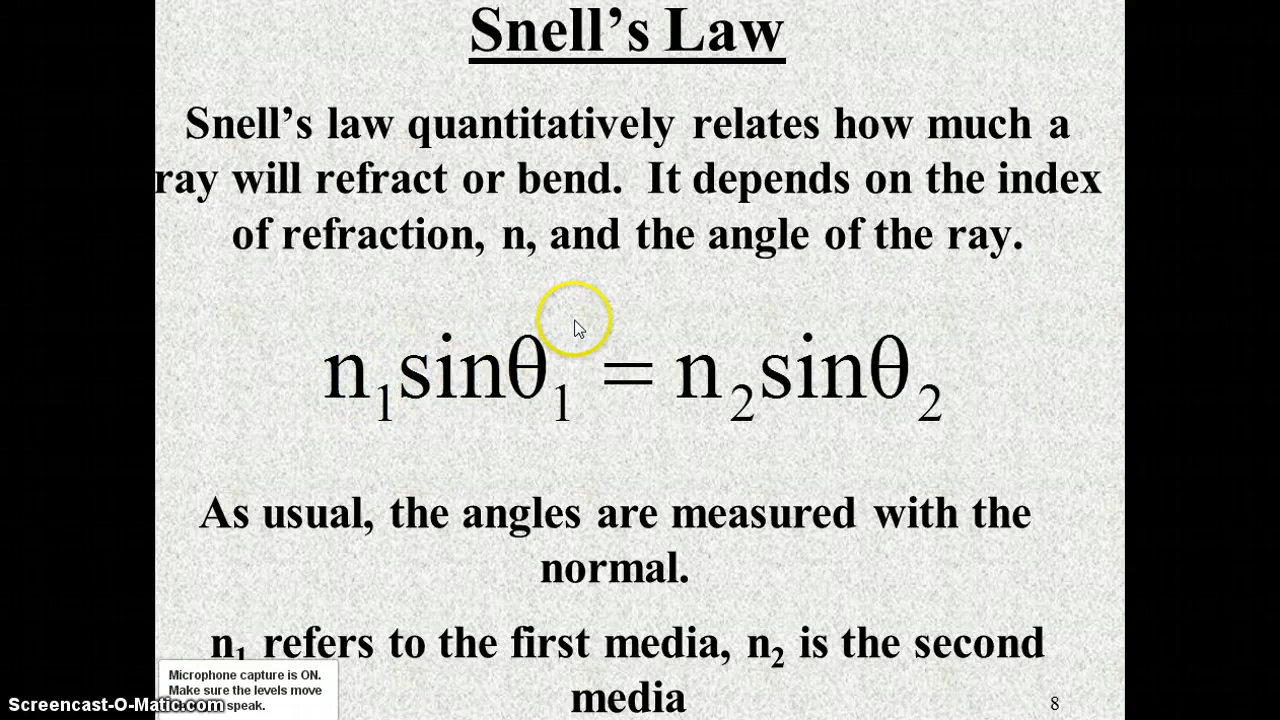 Snell’s Law
Snell’s law quantitatively relates how much a
ray will refract or bend.  It depends on the index
of refraction, n, and the angle of the ray.
n₁sinθ₁ = n₂sinθ₂
As usual, the angles are measured with the
normal.
n₁ refers to the first media, n₂ is the second
media
Microphone capture is ON.
Make sure the levels move
speak.
Screencast-O-Matic.com
8